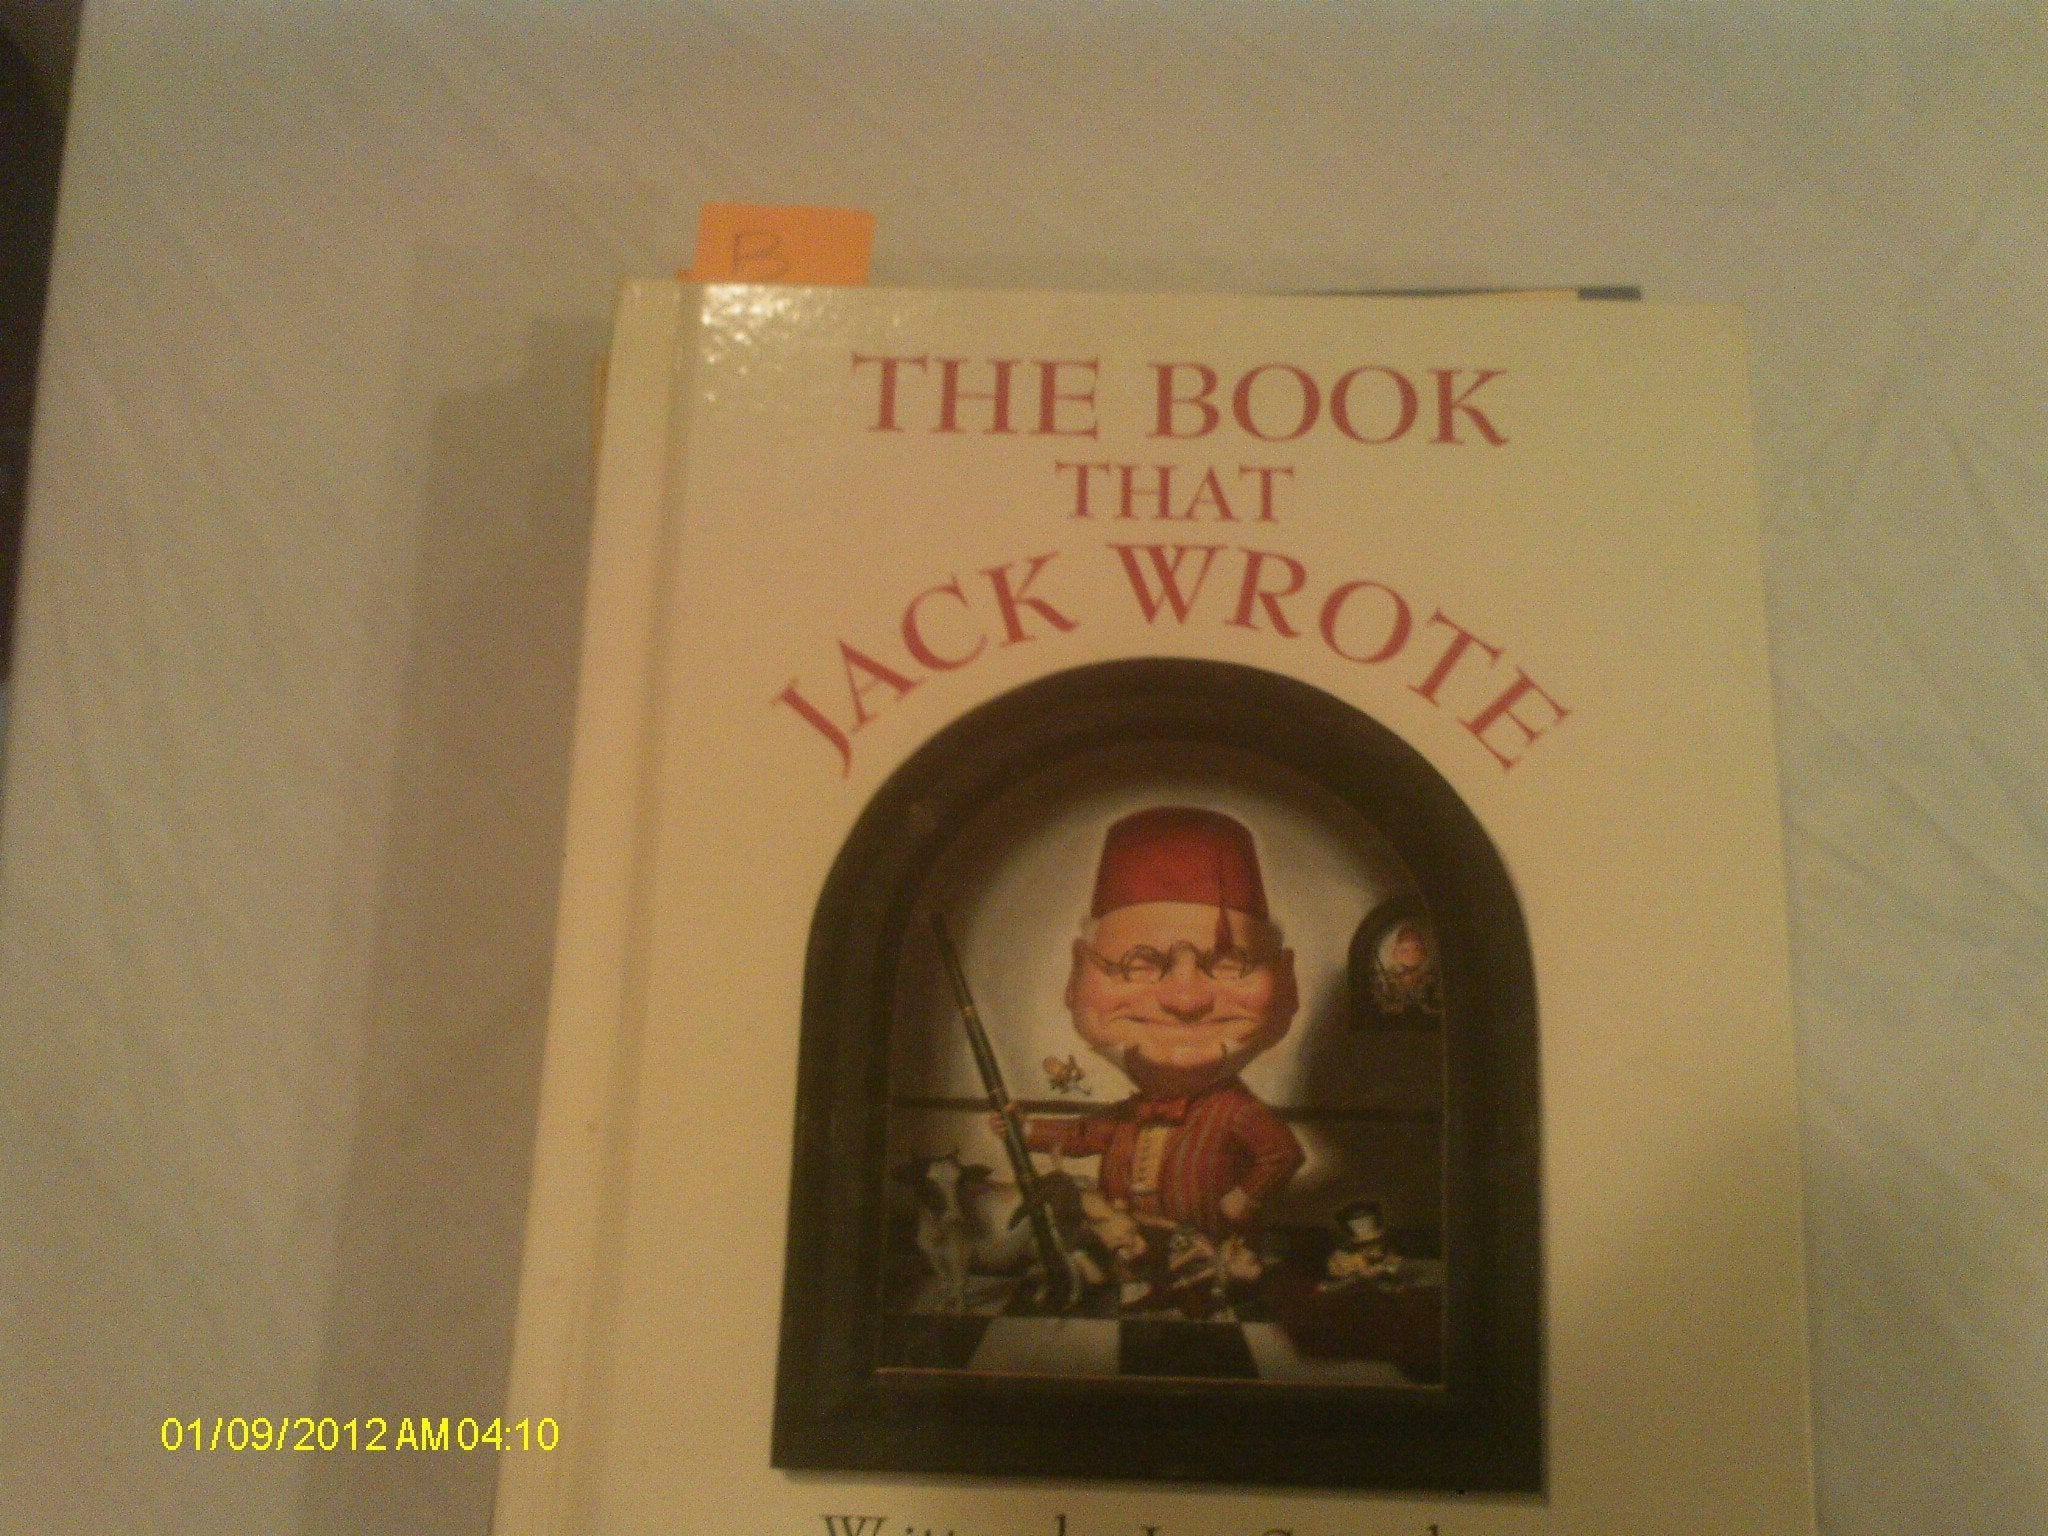 B
THE BOOK
THAT
JACK WROTE
01/09/2012 AM 04:10